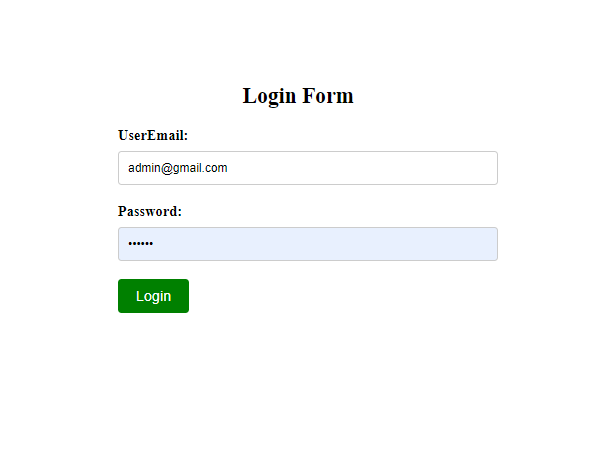 Login Form
UserEmail:
admin@gmail.com
Password:
••••••
Login